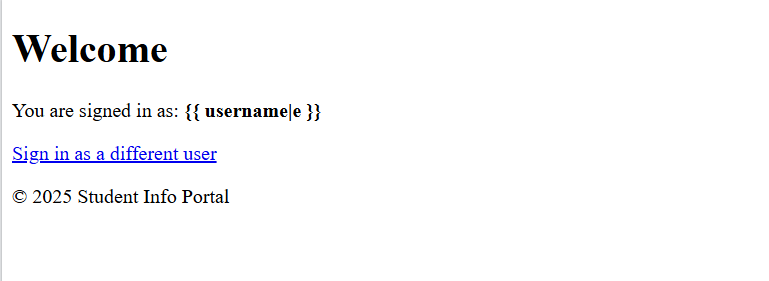 Welcome
You are signed in as: {{ username|e }}
Sign in as a different user
© 2025 Student Info Portal